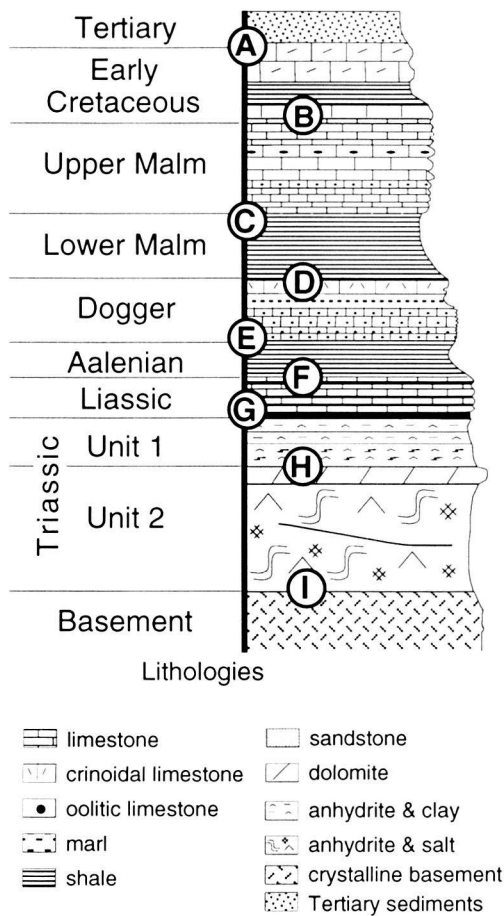 Tertiary
A
Early
Cretaceous
B
Upper Malm
C
Lower Malm
D
Dogger
E
Aalenian
F
Liassic
G
Triassic
Unit 1
H
Unit 2
I
Basement
Lithologies
limestone
crinoidal limestone
oolitic limestone
marl
shale
sandstone
dolomite
anhydrite & clay
anhydrite & salt
crystalline basement
Tertiary sediments